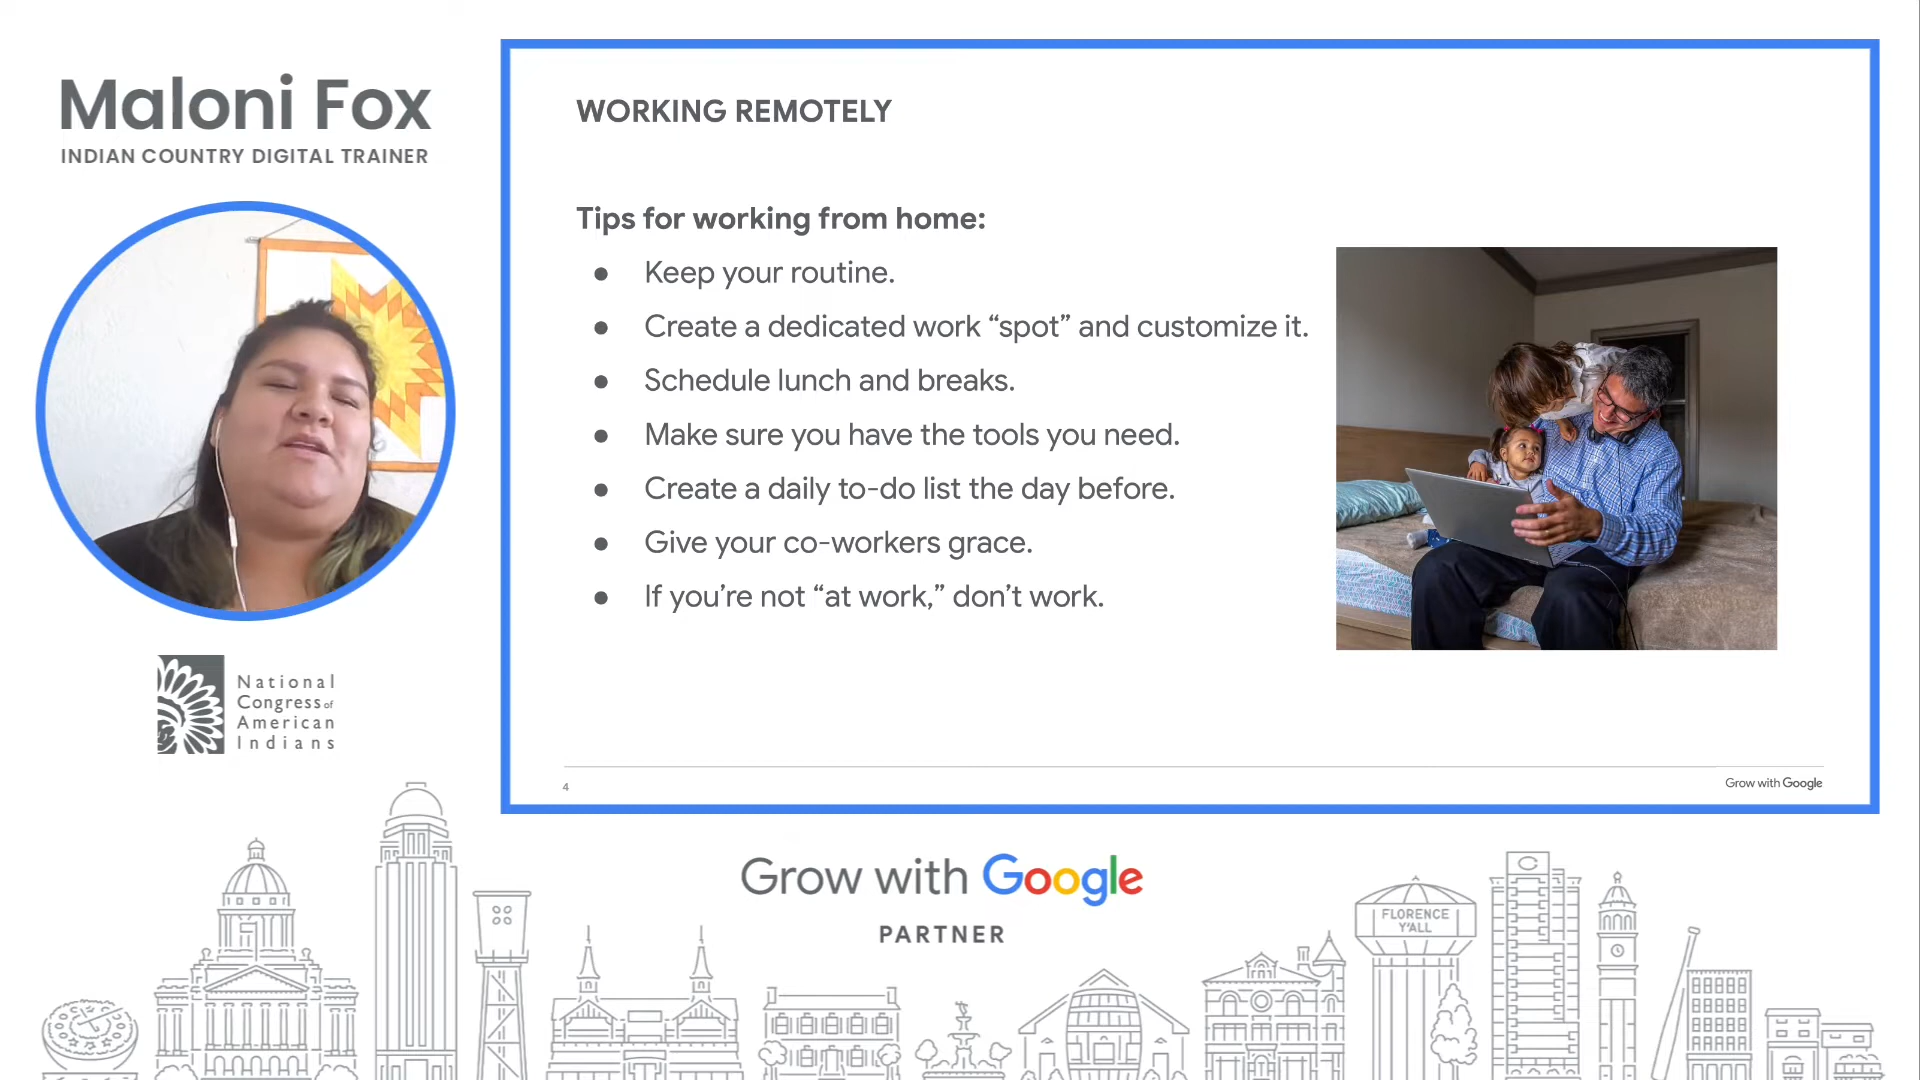 Maloni Fox
INDIAN COUNTRY DIGITAL TRAINER
National
Congress of
American
Indians
WORKING REMOTELY
Tips for working from home:
● Keep your routine.
● Create a dedicated work “spot” and customize it.
● Schedule lunch and breaks.
● Make sure you have the tools you need.
● Create a daily to-do list the day before.
● Give your co-workers grace.
● If you’re not “at work,” don’t work.
4
Grow with Google
Grow with Google
PARTNER
FLORENCE
Y'ALL
C